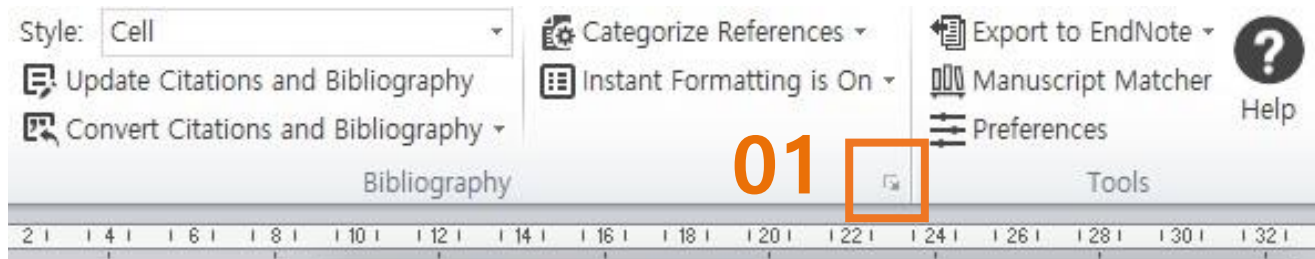 Style: Cell
Categorize References
Export to EndNote
Update Citations and Bibliography
Instant Formatting is On
Manuscript Matcher
Convert Citations and Bibliography
Preferences
Help
01
Bibliography
Tools
2 4 6 8 10 12 14 16 18 20 22 24 26 28 30 32